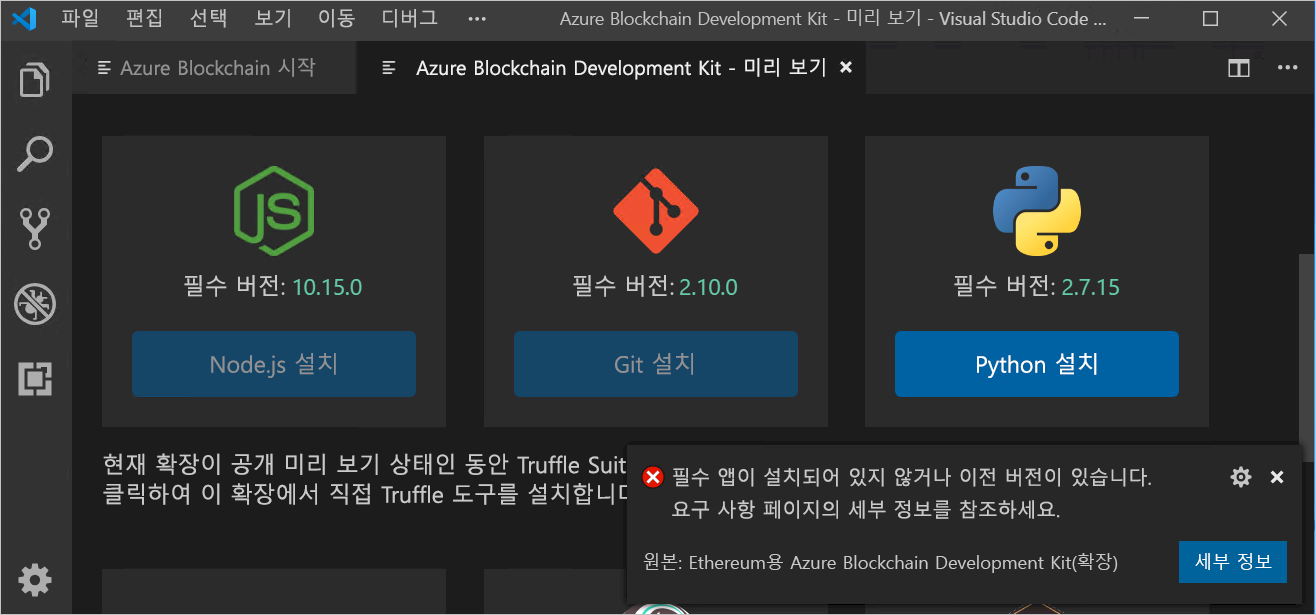 파일 편집 선택 보기 이동 디버그 ··· Azure Blockchain Development Kit - 미리 보기 - Visual Studio Code ...
Azure Blockchain 시작 Azure Blockchain Development Kit - 미리 보기
JS
필수 버전: 10.15.0 필수 버전: 2.10.0 필수 버전: 2.7.15
Node.js 설치 Git 설치 Python 설치
현재 확장이 공개 미리 보기 상태인 동안 Truffle Suit
클릭하여 이 확장에서 직접 Truffle 도구를 설치합니다
필수 앱이 설치되어 있지 않거나 이전 버전이 있습니다.
요구 사항 페이지의 세부 정보를 참조하세요.
원본: Ethereum용 Azure Blockchain Development Kit(확장) 세부 정보